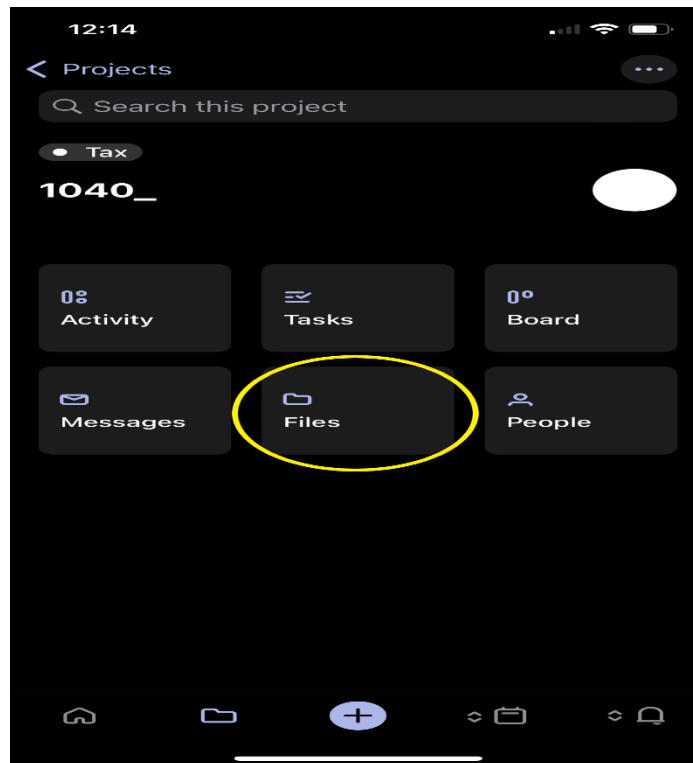 12:14
Projects
Search this project
Tax
1040_
Activity
Tasks
Board
Messages
Files
People